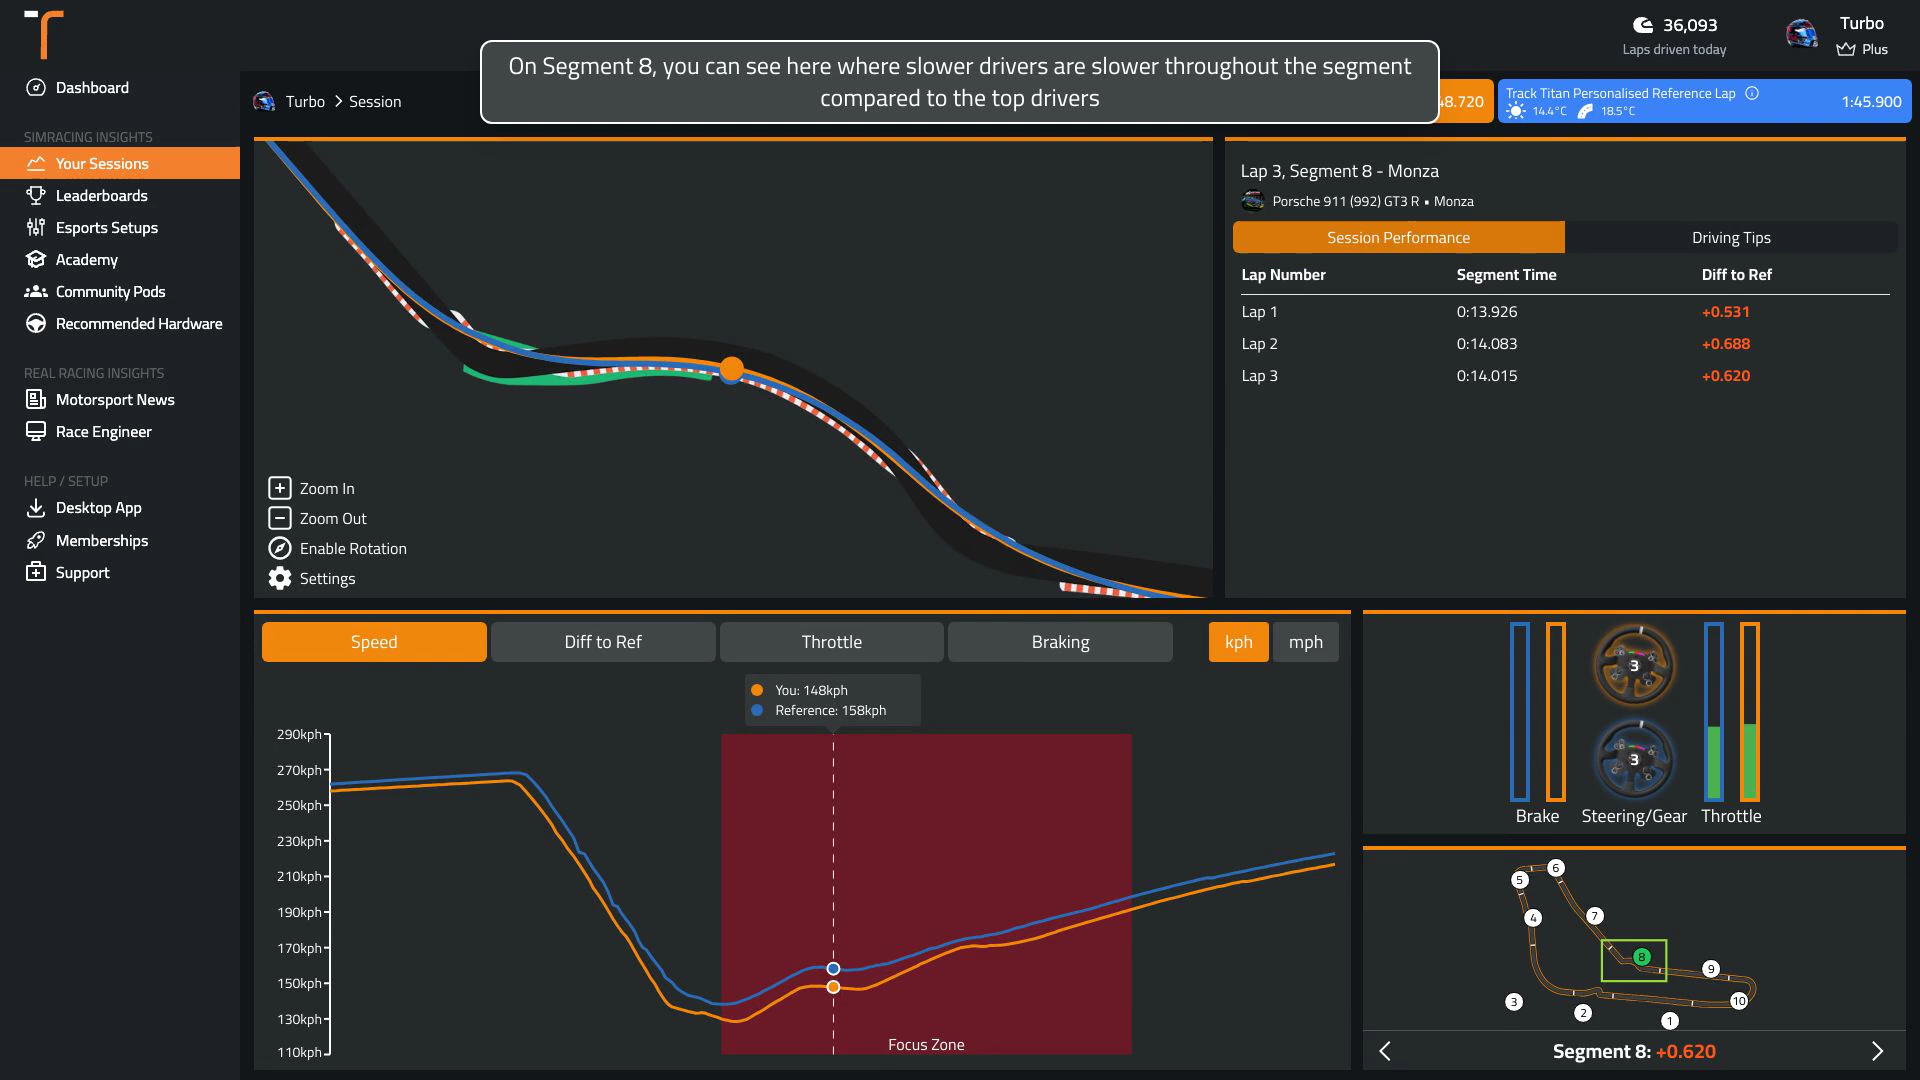 36,093
Laps driven today
Turbo
Plus
On Segment 8, you can see here where slower drivers are slower throughout the segment
compared to the top drivers
Dashboard
SIMRACING INSIGHTS
Your Sessions
Leaderboards
Esports Setups
Academy
Community Pods
Recommended Hardware
REAL RACING INSIGHTS
Motorsport News
Race Engineer
HELP / SETUP
Desktop App
Memberships
Support
Turbo > Session
8.720
Track Titan Personalised Reference Lap
14.4°C 18.5°C
1:45.900
Zoom In
Zoom Out
Enable Rotation
Settings
Lap 3, Segment 8 - Monza
Porsche 911 (992) GT3 R • Monza
Session Performance Driving Tips
Lap Number Segment Time Diff to Ref
Lap 1 0:13.926 +0.531
Lap 2 0:14.083 +0.688
Lap 3 0:14.015 +0.620
Speed Diff to Ref Throttle Braking kph mph
You: 148kph
Reference: 158kph
290kph
270kph
250kph
230kph
210kph
190kph
170kph
150kph
130kph
110kph
Focus Zone
3
3
Brake Steering/Gear Throttle
6
5
4
7
8
9
10
3
2
1
Segment 8: +0.620